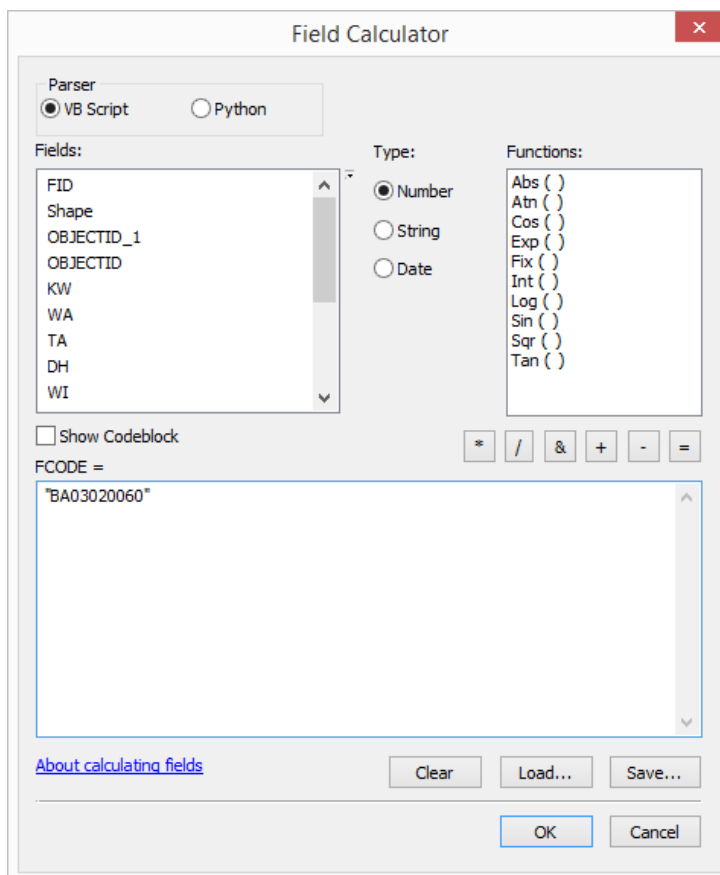 Field Calculator
Parser
VB Script Python
Fields:
FID
Shape
OBJECTID_1
OBJECTID
KW
WA
TA
DH
WI
Type:
Number
String
Date
Functions:
Abs ( )
Atn ( )
Cos ( )
Exp ( )
Fix ( )
Int ( )
Log ( )
Sin ( )
Sqr ( )
Tan ( )
Show Codeblock
* / & + - =
FCODE =
"BA03020060"
About calculating fields
Clear Load... Save...
OK Cancel